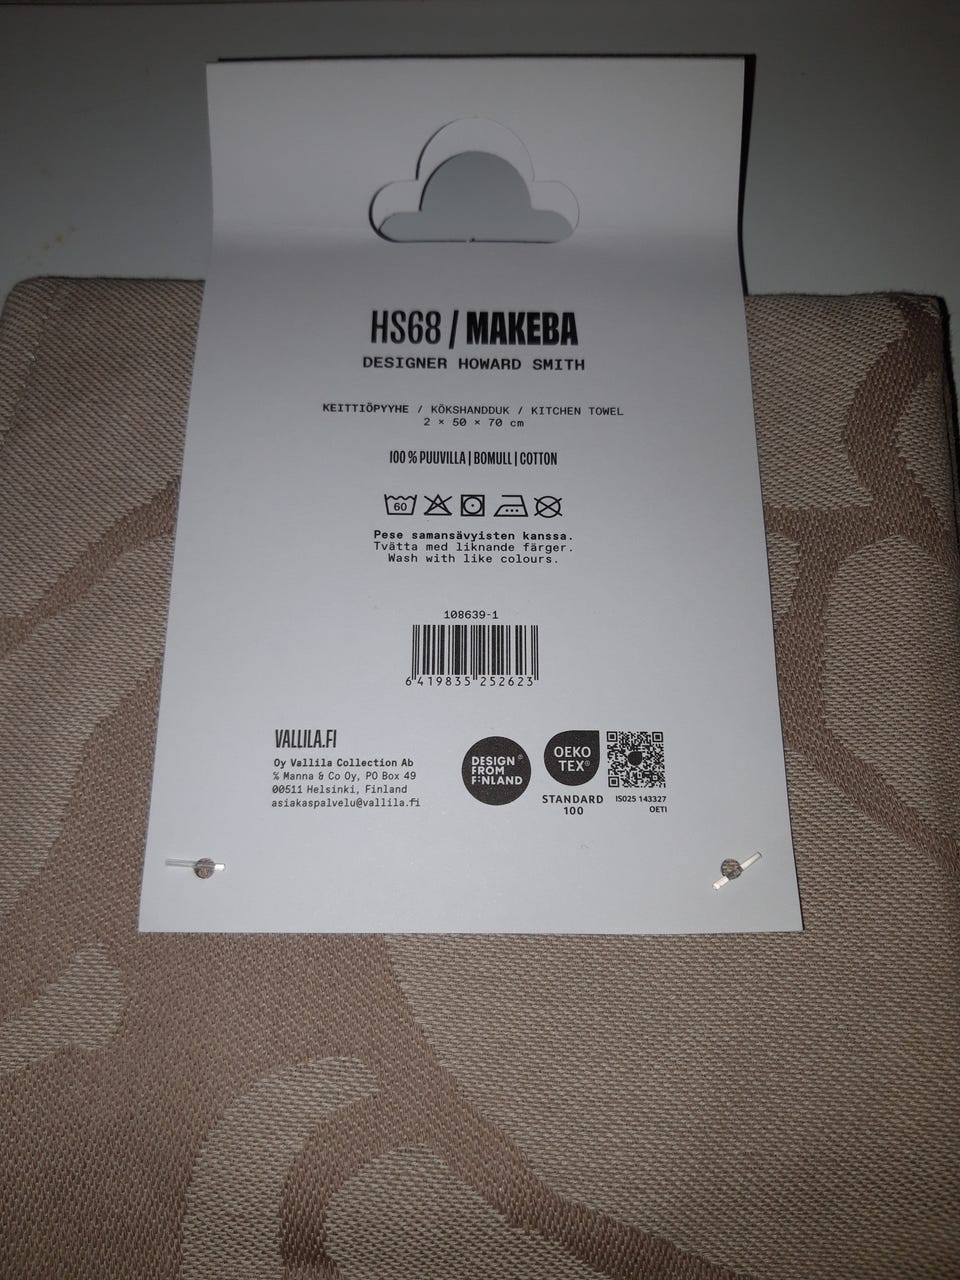 HS68 / MAKEBA
DESIGNER HOWARD SMITH
KEITTIÖPYYHE / KÖKSHANDDUK / KITCHEN TOWEL
2 × 50 × 70 cm
100 % PUUVILLA | BOMULL | COTTON
60
Pese samansävyisten kanssa.
Tvätta med liknande färger.
Wash with like colours.
108639-1
6 419835 252623
VALLILA.FI
Oy Vallila Collection Ab
% Manna & Co Oy, PO Box 49
00511 Helsinki, Finland
asiakaspalvelu@vallila.fi
DESIGN®
FROM
FINLAND
OEKO
TEX®
STANDARD
100
IS025 143327
OETI